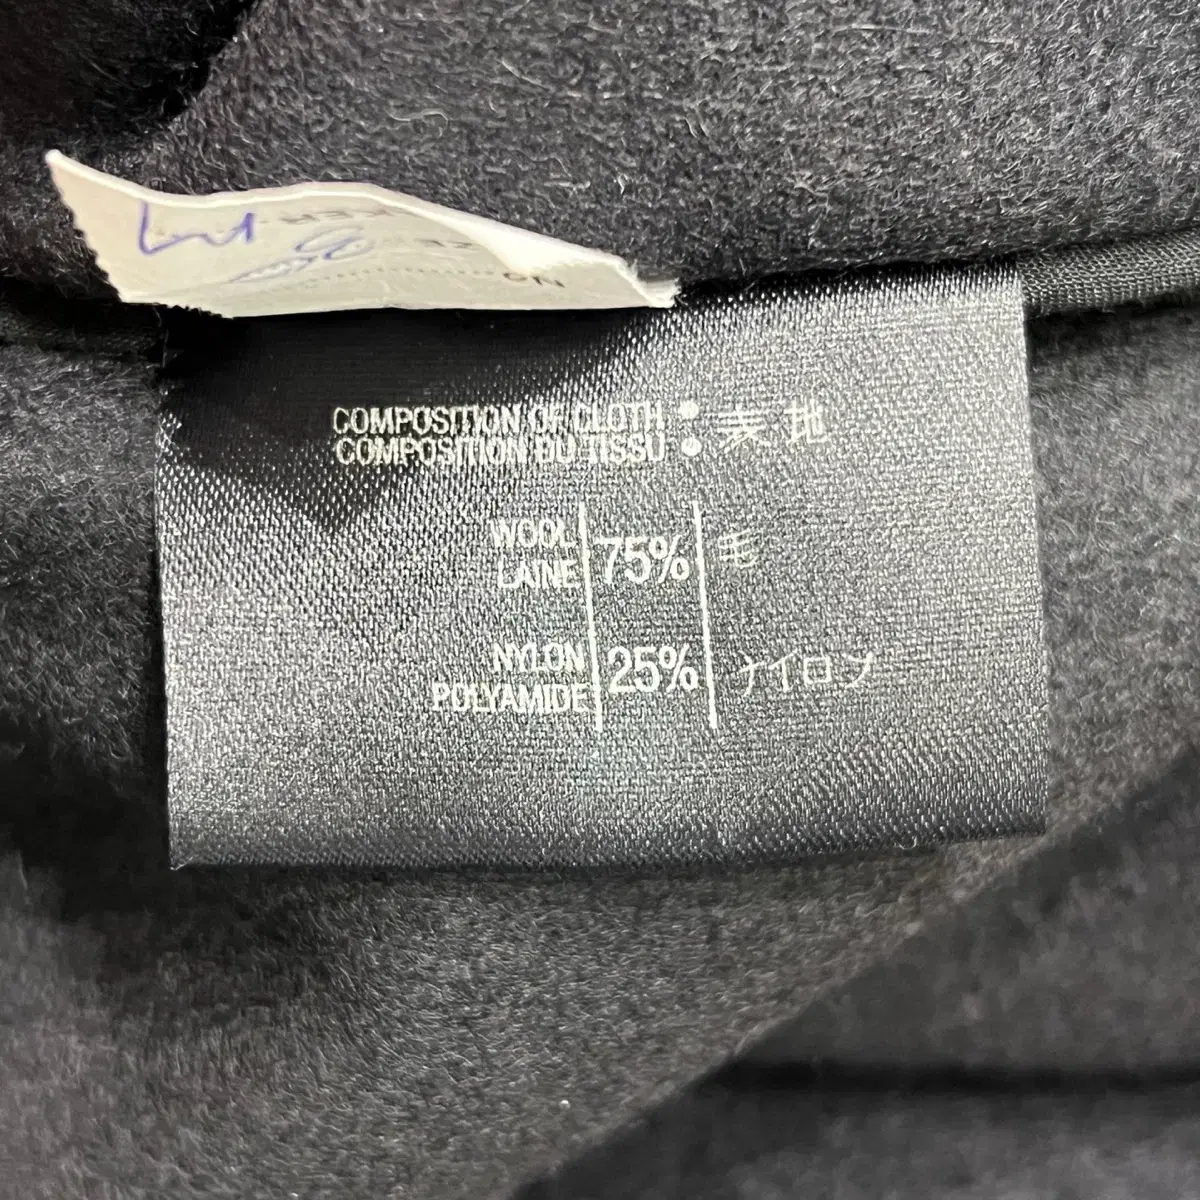 COMPOSITION OF CLOTH : 表地
COMPOSITION DU TISSU :
WOOL
LAINE 75% 毛
NYLON
POLYAMIDE 25% ナイロン
NO